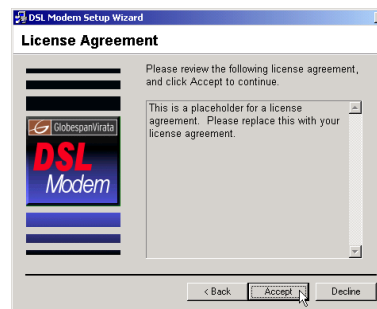 DSL Modem Setup Wizard
License Agreement
Please review the following license agreement,
and click Accept to continue.
This is a placeholder for a license
agreement. Please replace this with your
license agreement.
GlobespanVirata
DSL
Modem
< Back
Accept
Decline